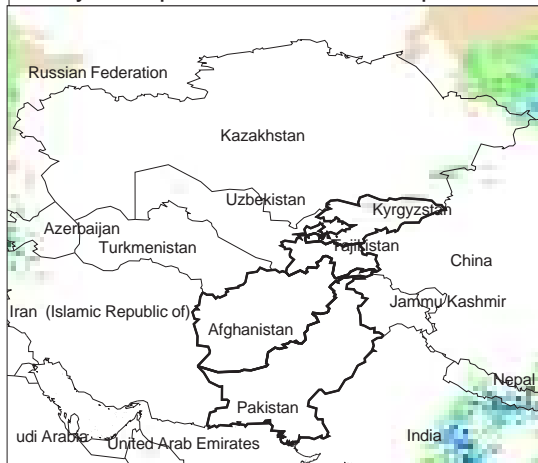 Russian Federation
Kazakhstan
Uzbekistan
Kyrgyzstan
Azerbaijan
Turkmenistan
Tajikistan
China
Iran (Islamic Republic of)
Jammu/Kashmir
Afghanistan
Nepal
Pakistan
udi Arabia
United Arab Emirates
India